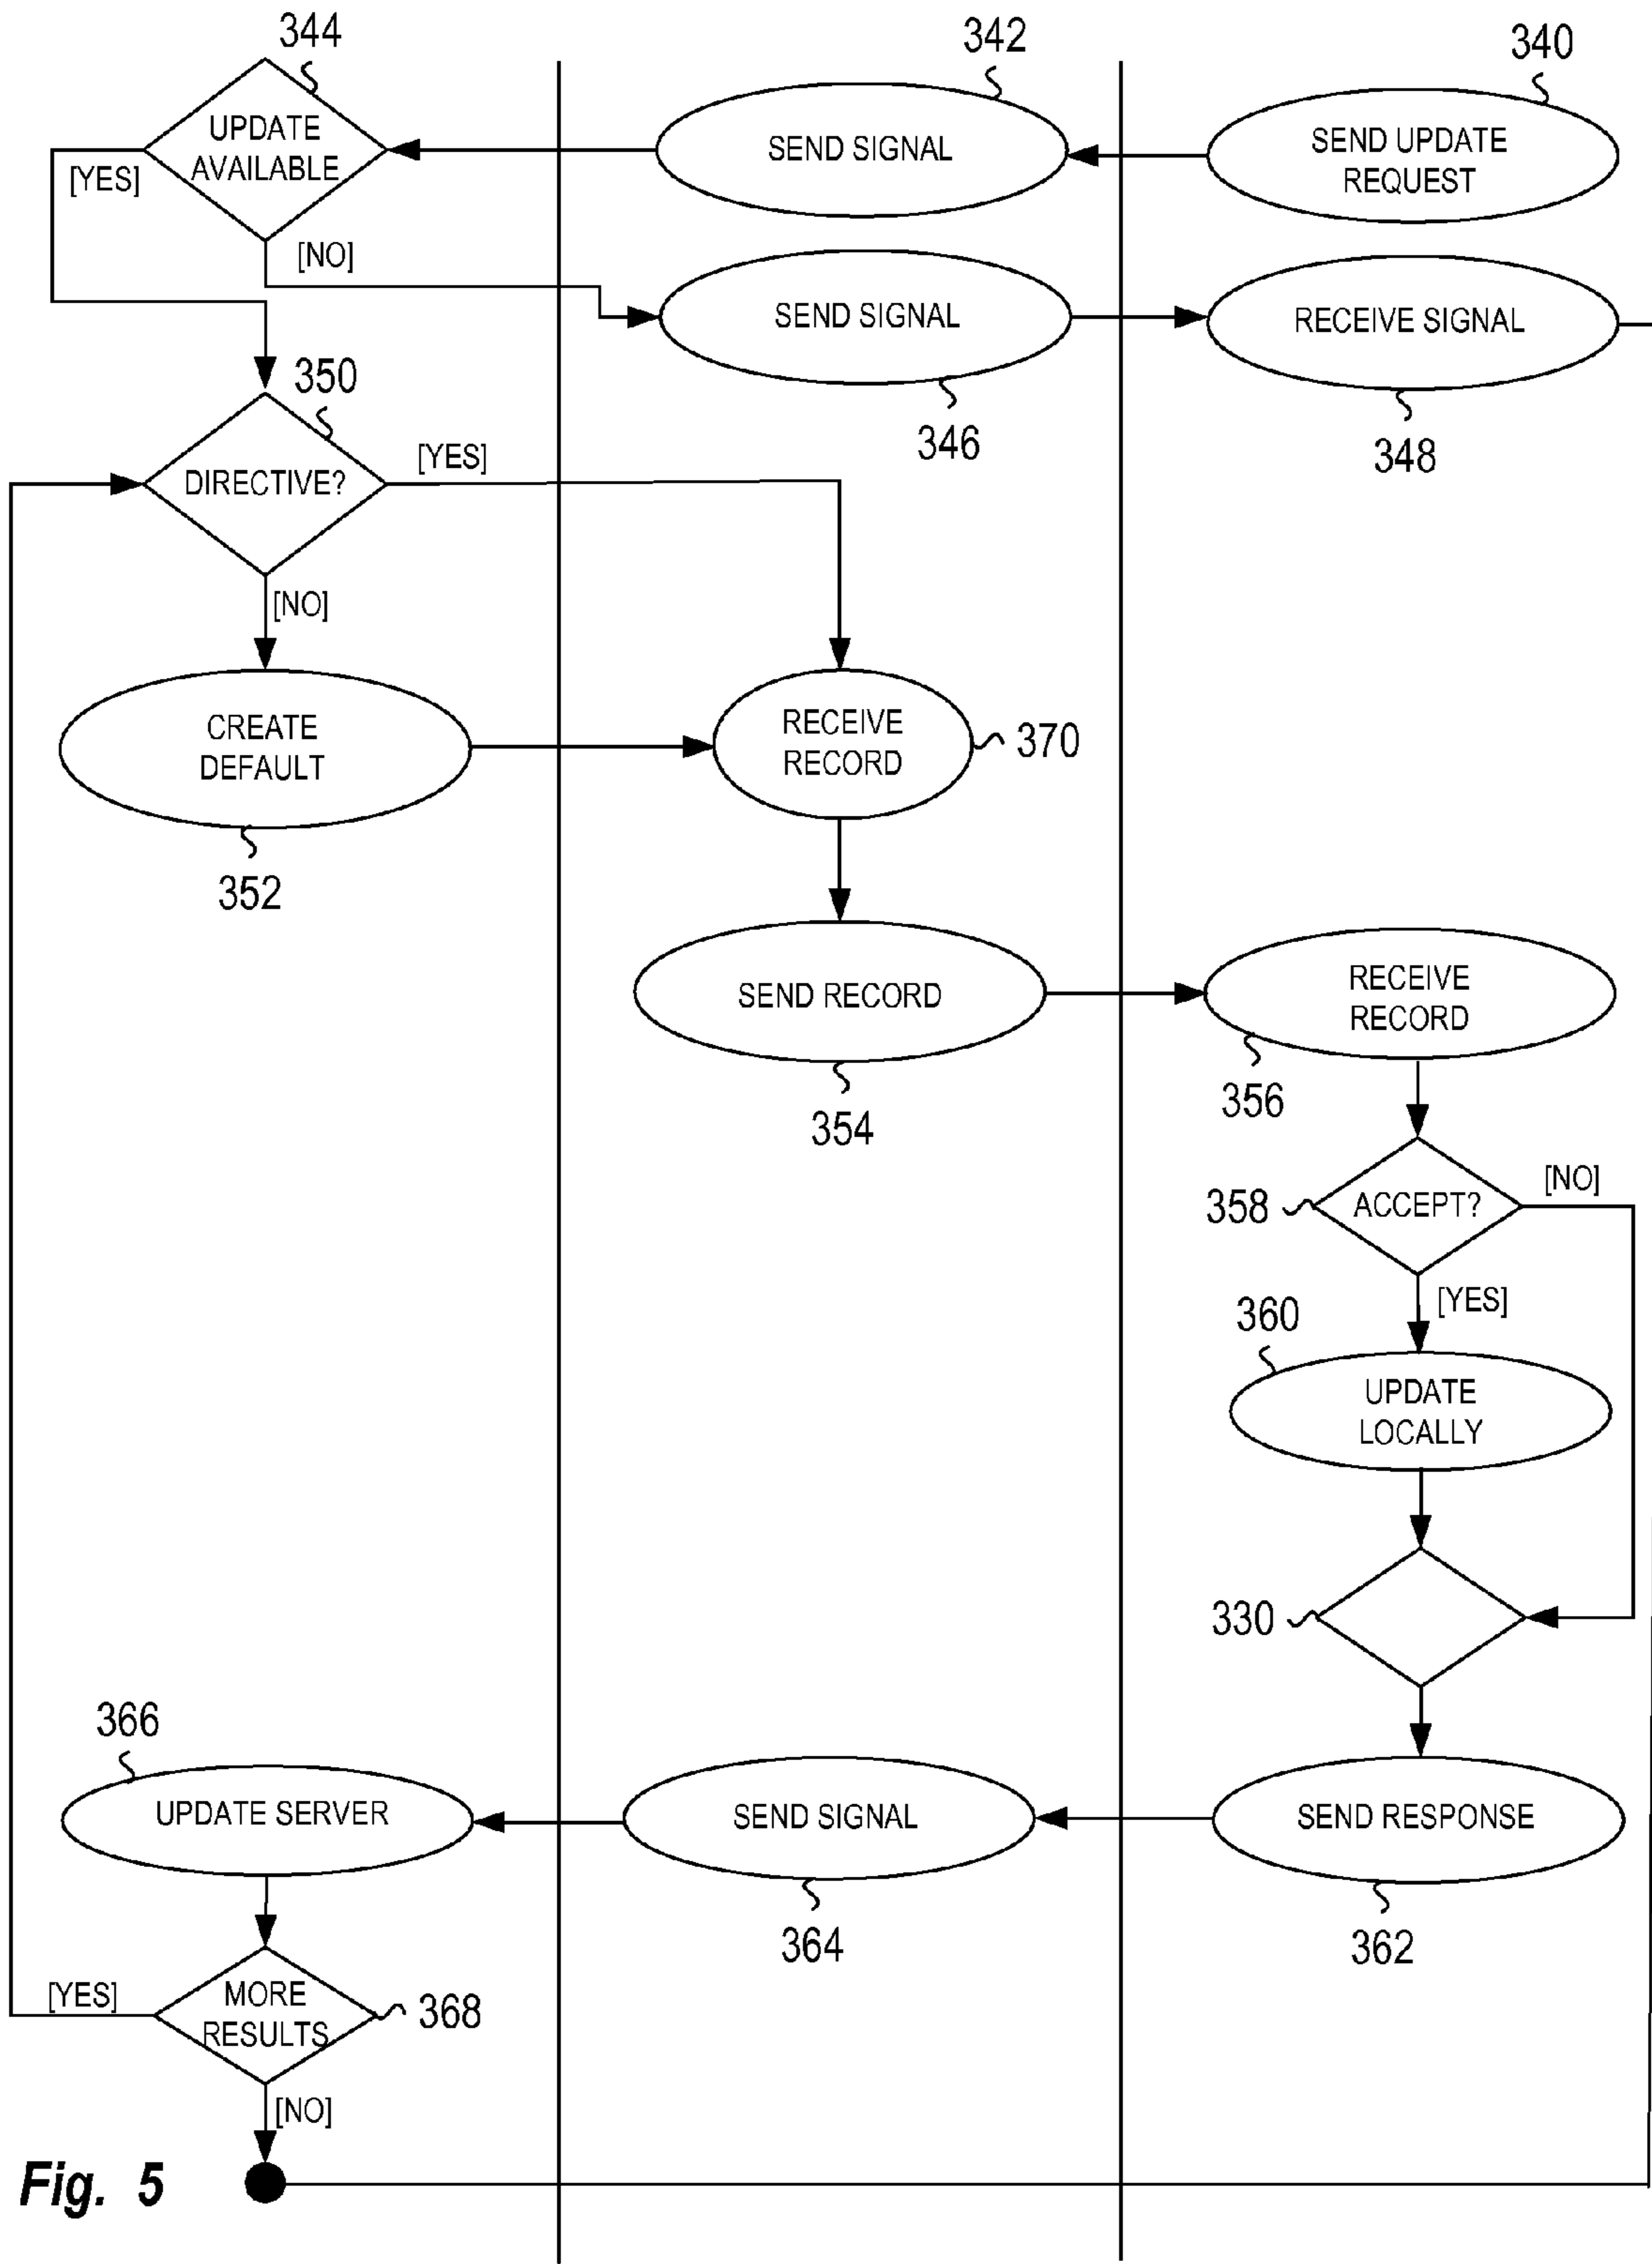 344
342
340
UPDATE
AVAILABLE
SEND SIGNAL
SEND UPDATE
REQUEST
[YES]
[NO]
SEND SIGNAL
RECEIVE SIGNAL
346
348
350
DIRECTIVE?
[YES]
[NO]
CREATE
DEFAULT
352
RECEIVE
RECORD
370
SEND RECORD
354
RECEIVE
RECORD
356
358
ACCEPT?
[NO]
[YES]
360
UPDATE
LOCALLY
330
366
UPDATE SERVER
SEND SIGNAL
SEND RESPONSE
364
362
[YES]
MORE
RESULTS
368
[NO]
Fig. 5